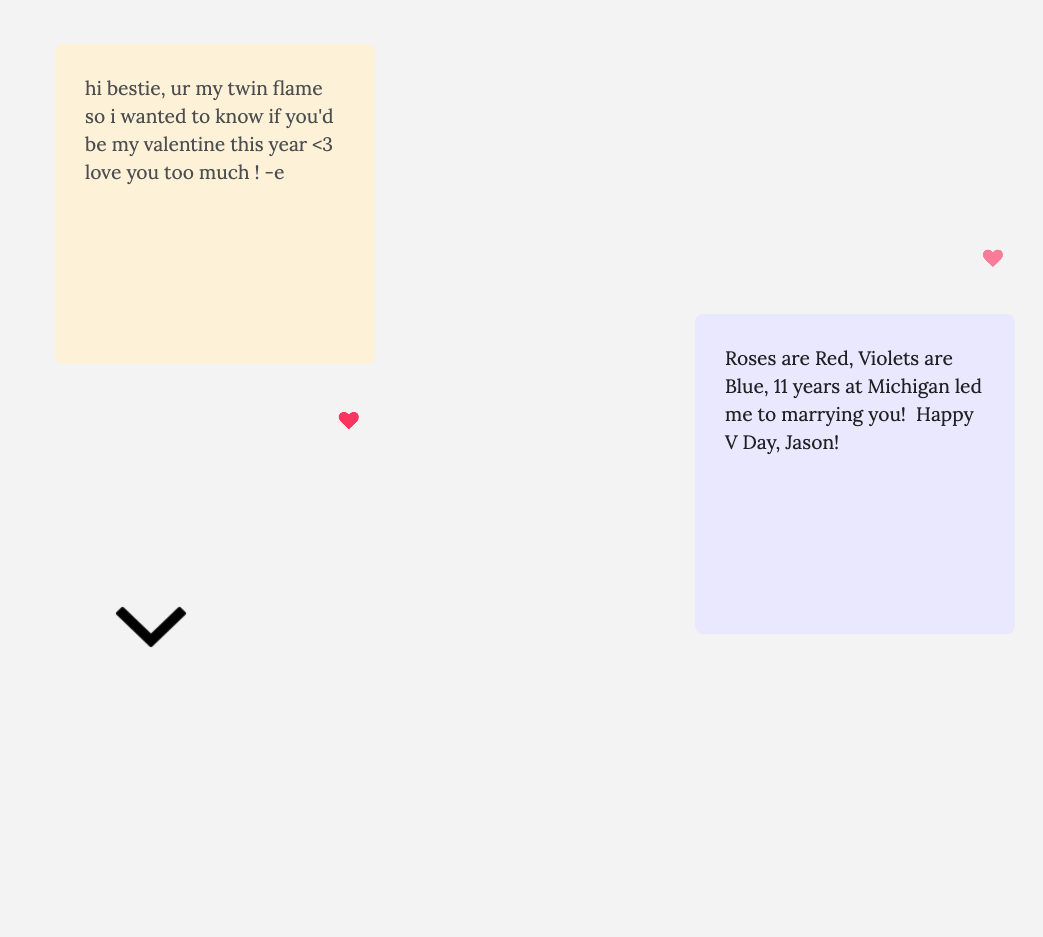 hi bestie, ur my twin flame
so i wanted to know if you'd
be my valentine this year <3
love you too much ! -e
Roses are Red, Violets are
Blue, 11 years at Michigan led
me to marrying you!  Happy
V Day, Jason!